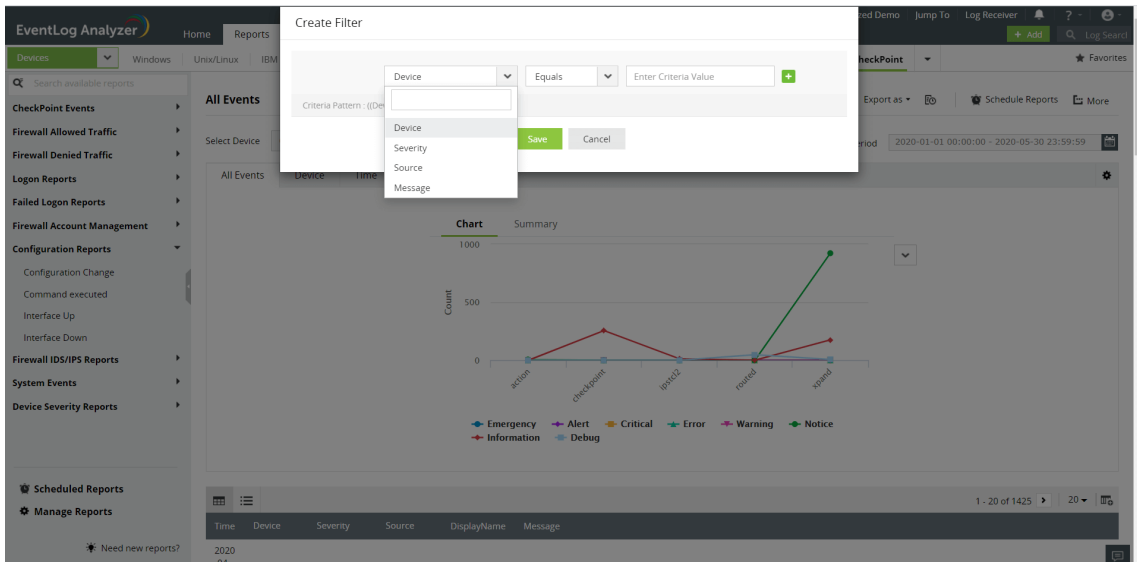 EventLog Analyzer
Home
Reports
eed Demo
Jump To
Log Receiver
?
+ Add
Log Search
Devices
Windows
Unix/Linux
IBM
heckPoint
Favorites
Search available reports
CheckPoint Events
Firewall Allowed Traffic
Firewall Denied Traffic
Logon Reports
Failed Logon Reports
Firewall Account Management
Configuration Reports
Configuration Change
Command executed
Interface Up
Interface Down
Firewall IDS/IPS Reports
System Events
Device Severity Reports
Scheduled Reports
Manage Reports
Need new reports?
Create Filter
Device
Equals
Enter Criteria Value
Criteria Pattern : ((Dev
Device
Severity
Source
Message
Save
Cancel
All Events
Export as
Schedule Reports
More
Select Device
eriod
2020-01-01 00:00:00 - 2020-05-30 23:59:59
All Events
Device
Time
Chart
Summary
1000
500
0
Count
action
checkpoint
ipstcl2
routed
xpand
Emergency
Alert
Critical
Error
Warning
Notice
Information
Debug
1 - 20 of 1425
20
Time
Device
Severity
Source
DisplayName
Message
2020